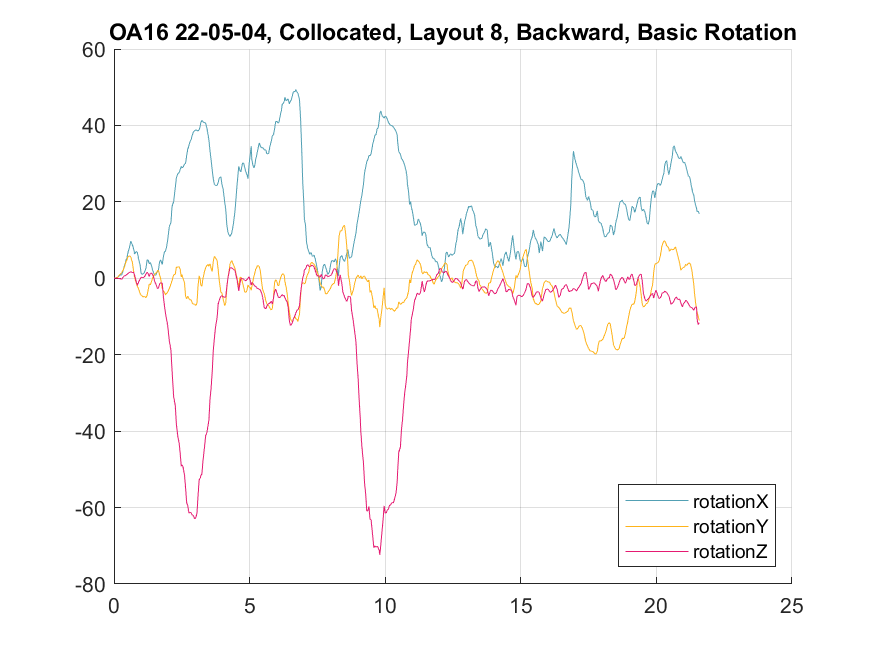 OA16 22-05-04, Collocated, Layout 8, Backward, Basic Rotation
60
40
20
0
-20
-40
-60
-80
0 5 10 15 20 25
rotationX
rotationY
rotationZ